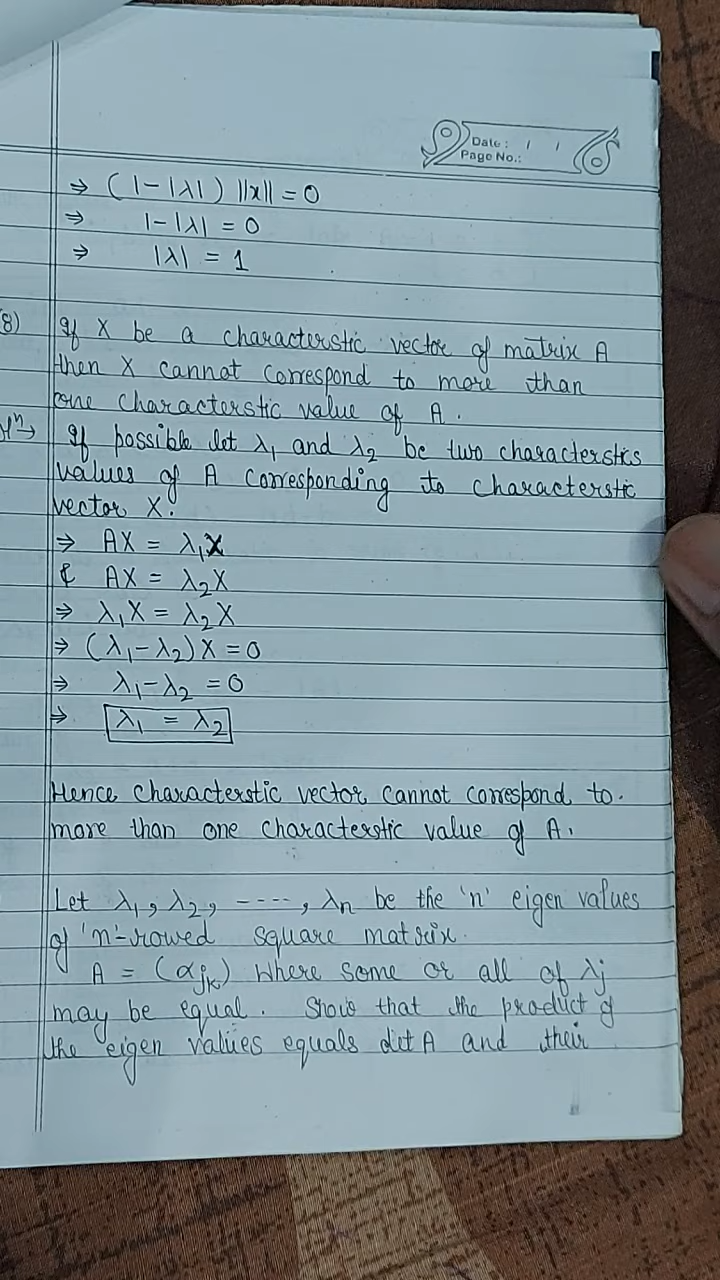 Date : / /
Page No.:
⇒ (1-|λ|) ||x|| = 0
⇒ 1-|λ| = 0
⇒ |λ| = 1
8) If X be a characterstic vector of matrix A
then X cannot correspond to more than
one characterstic value of A.
If possible let λ₁ and λ₂ be two characterstics
values of A corresponding to characterstic
vector X.
⇒ AX = λ₁X
& AX = λ₂X
⇒ λ₁X = λ₂X
⇒ (λ₁-λ₂)X = 0
⇒ λ₁-λ₂ = 0
⇒ λ₁ = λ₂
Hence characterstic vector cannot correspond to.
more than one characterstic value of A.
Let λ₁, λ₂, ----, λn be the 'n' eigen values
of 'n'-rowed square matrix.
A = (αjk) where some or all of λj
may be equal. Show that the product of
the eigen values equals det A and their